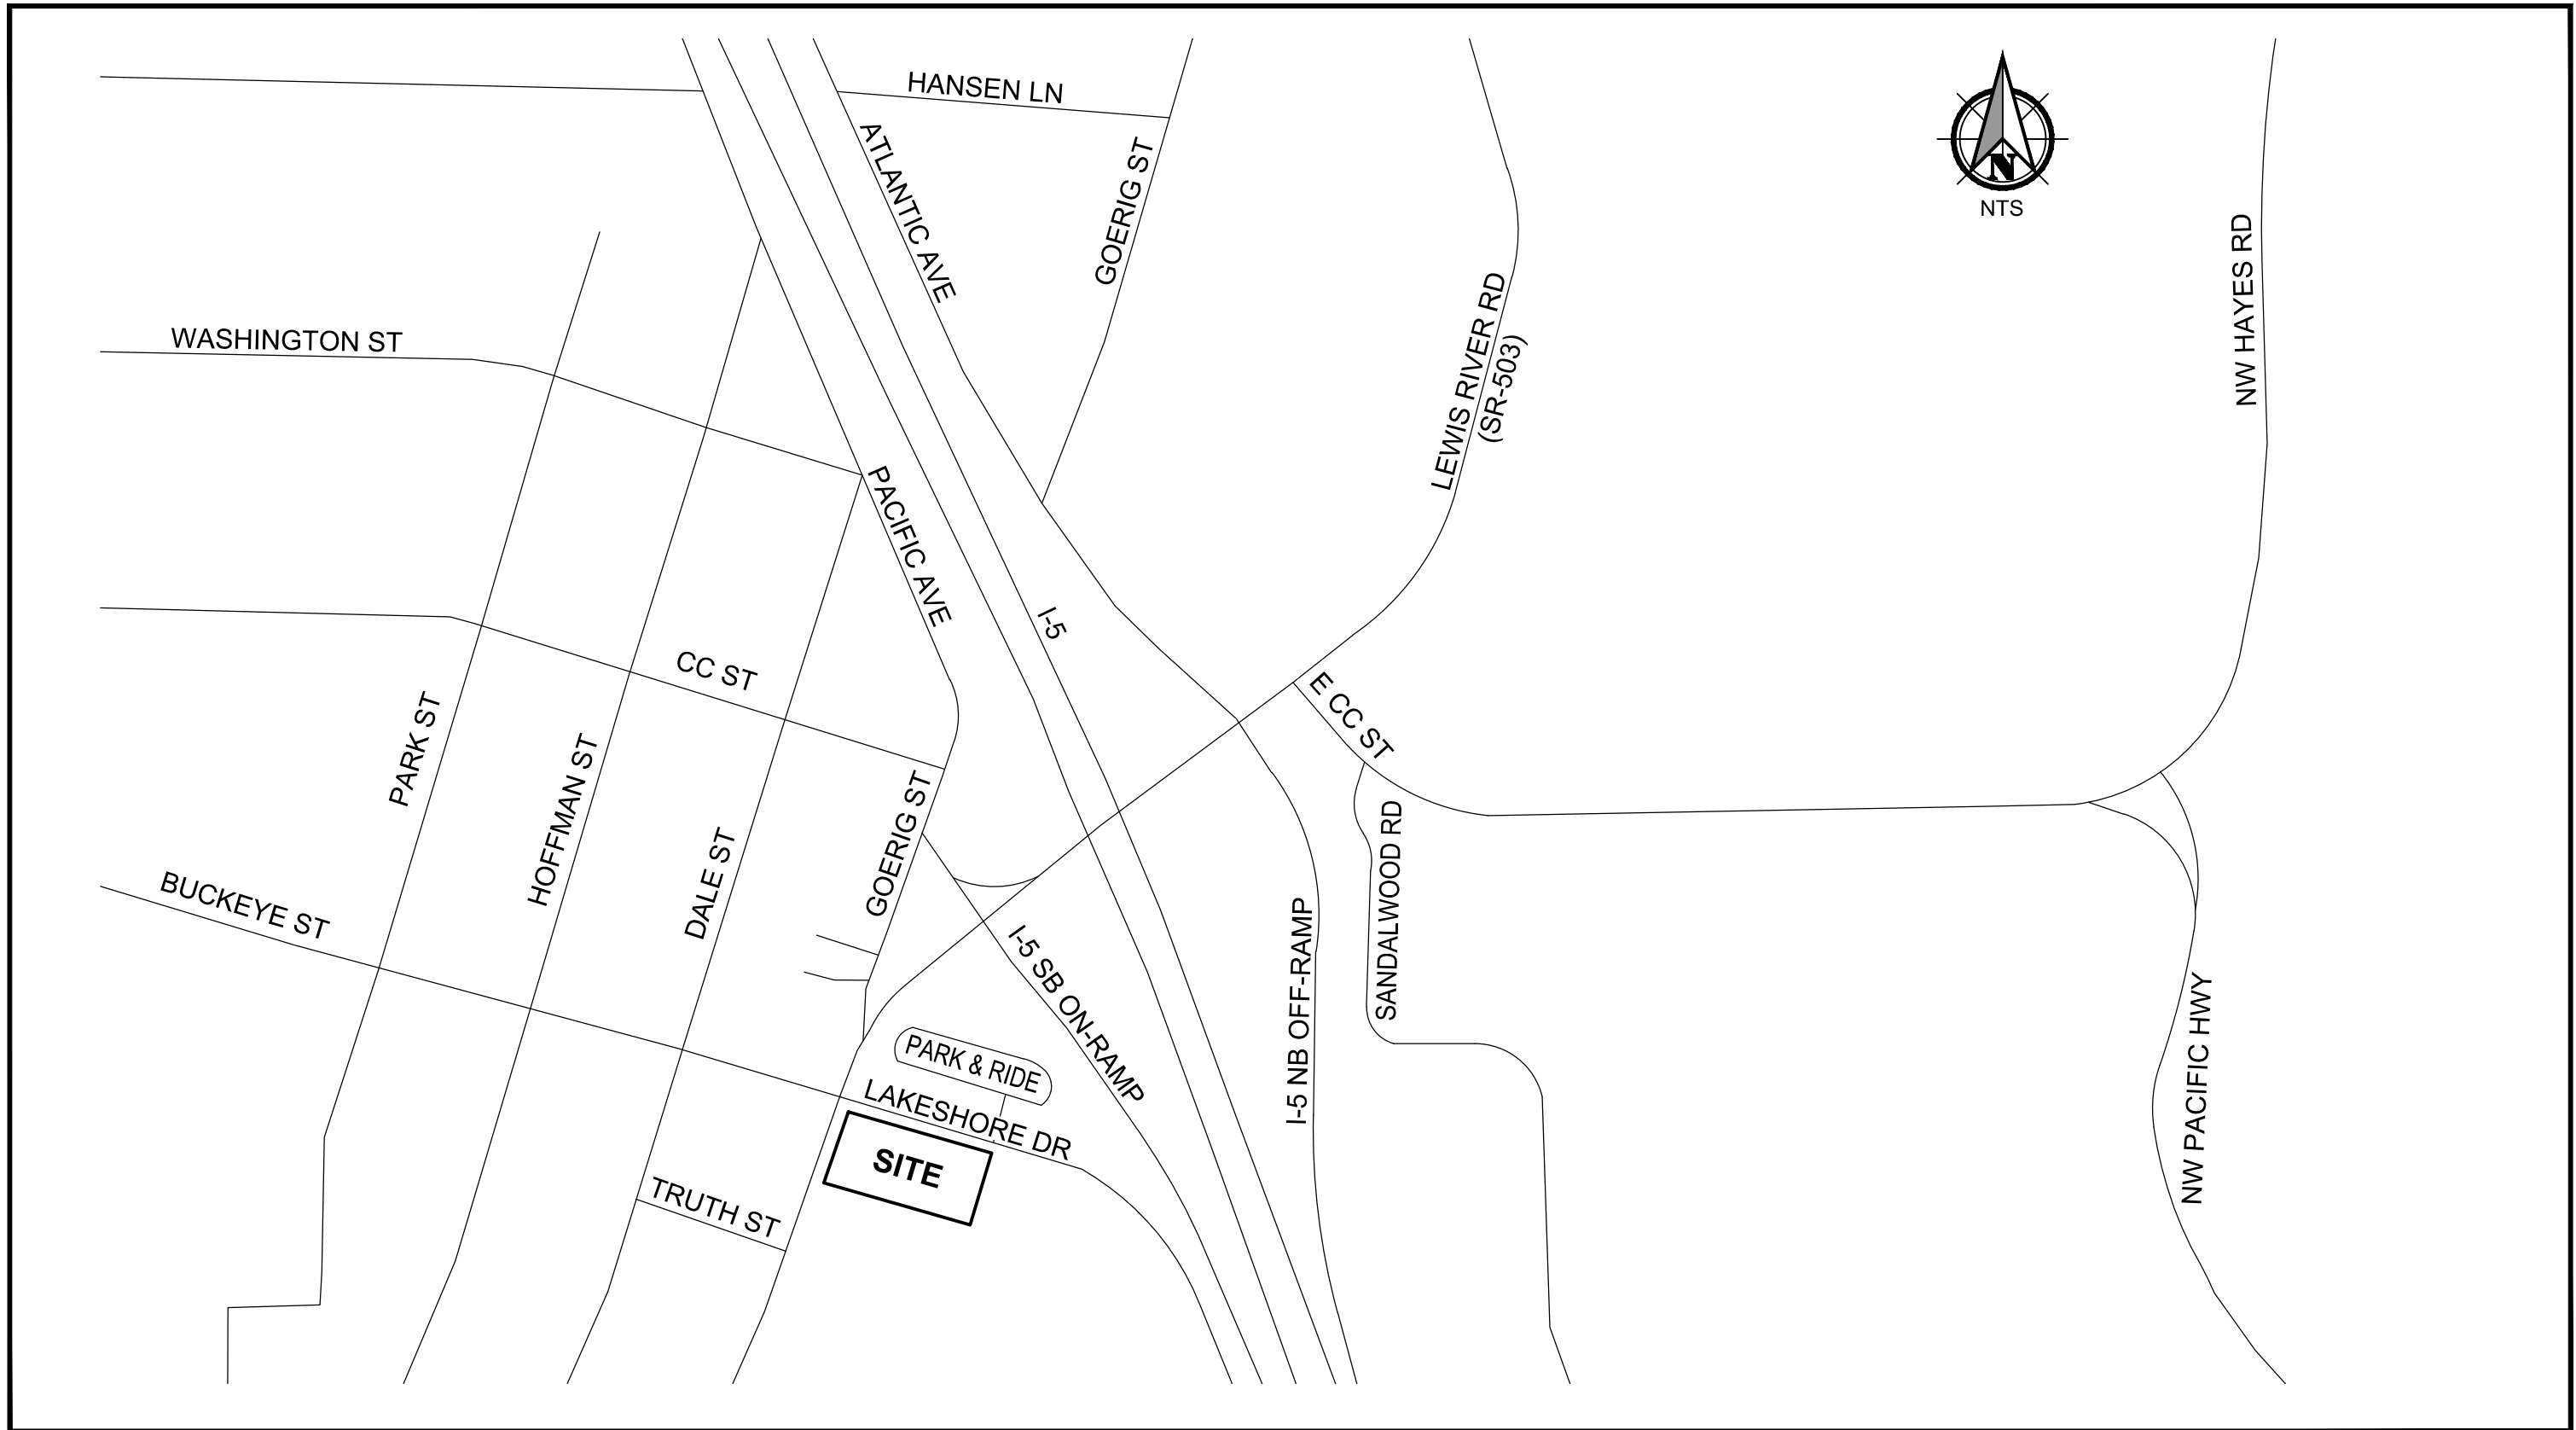 HANSEN LN
ATLANTIC AVE
GOERIG ST
N
NTS
WASHINGTON ST
NW HAYES RD
LEWIS RIVER RD
(SR-503)
PACIFIC AVE
I-5
CC ST
E CC ST
PARK ST
HOFFMAN ST
DALE ST
GOERIG ST
SANDALWOOD RD
BUCKEYE ST
I-5 SB ON-RAMP
I-5 NB OFF-RAMP
NW PACIFIC HWY
PARK & RIDE
LAKESHORE DR
SITE
TRUTH ST